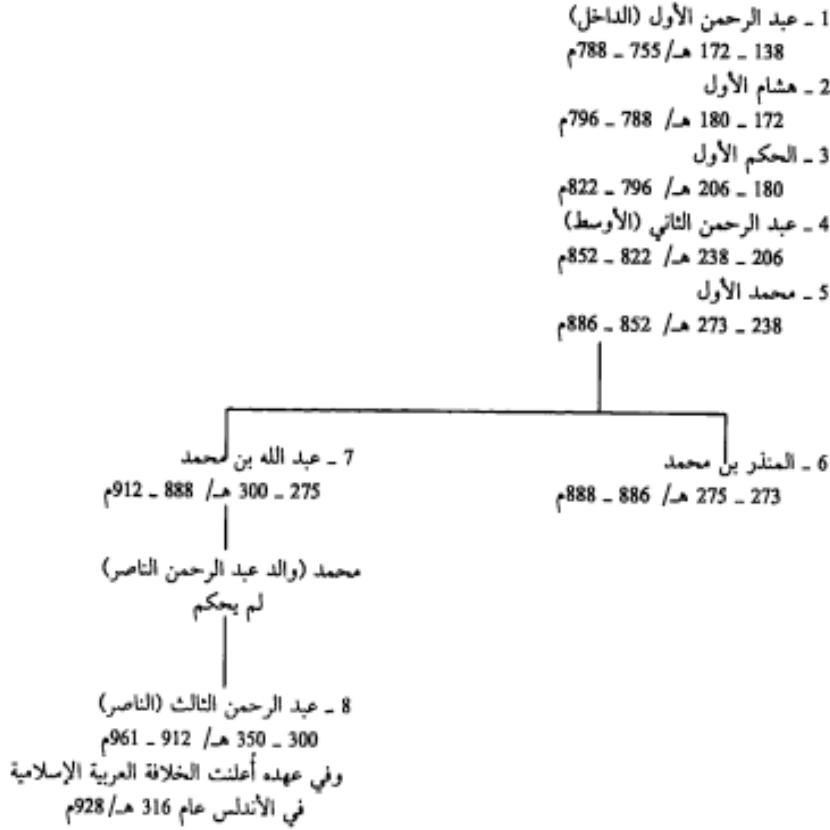 1 ـ عبد الرحمن الأول (الداخل)
138 ـ 172 هـ/ 755 ـ 788م
2 ـ هشام الأول
172 ـ 180 هـ/ 788 ـ 796م
3 ـ الحكم الأول
180 ـ 206 هـ/ 796 ـ 822م
4 ـ عبد الرحمن الثاني (الأوسط)
206 ـ 238 هـ/ 822 ـ 852م
5 ـ محمد الأول
238 ـ 273 هـ/ 852 ـ 886م
6 ـ المنذر بن محمد
273 ـ 275 هـ/ 886 ـ 888م
7 ـ عبد الله بن محمد
275 ـ 300 هـ/ 888 ـ 912م
محمد (والد عبد الرحمن الناصر)
لم يحكم
8 ـ عبد الرحمن الثالث (الناصر)
300 ـ 350 هـ/ 912 ـ 961م
وفي عهده أُعلنت الخلافة العربية الإسلامية
في الأندلس عام 316 هـ/ 928م